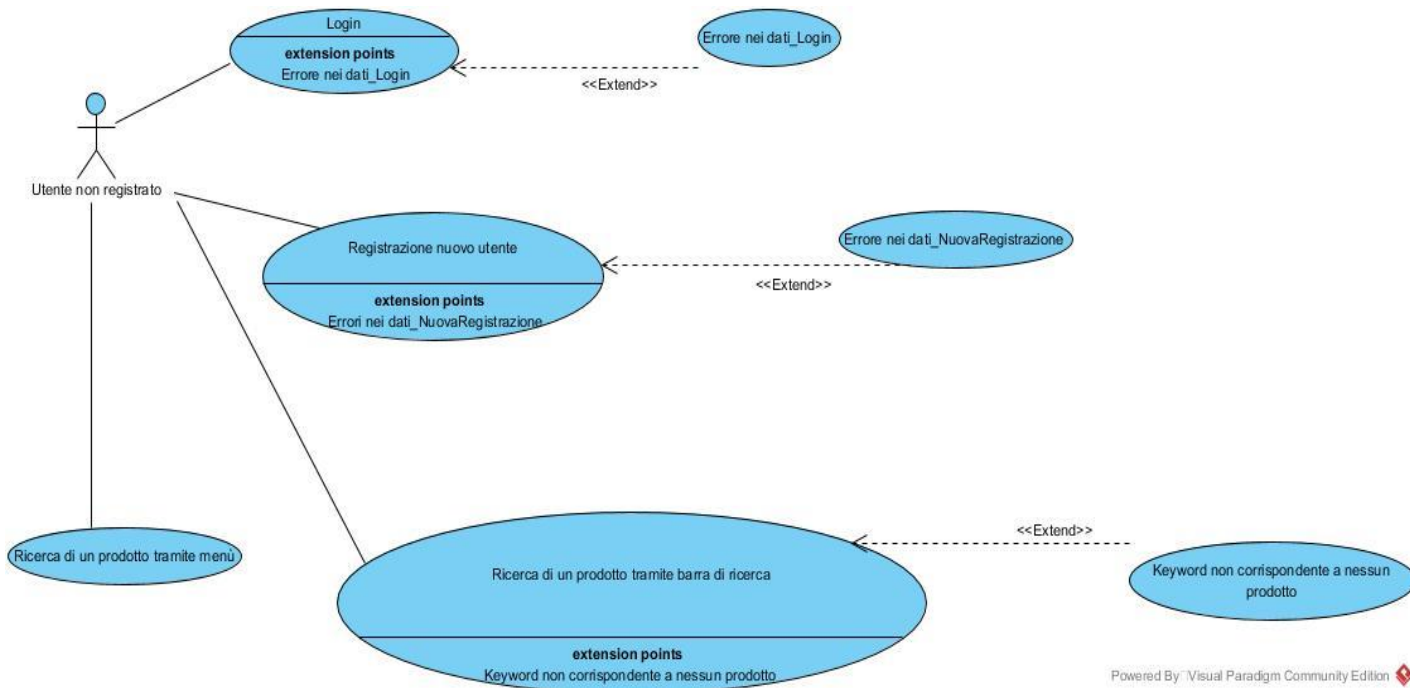 Login
extension points
Errore nei dati_Login
Errore nei dati_Login
<<Extend>>
Utente non registrato
Registrazione nuovo utente
extension points
Errori nei dati_NuovaRegistrazione
Errore nei dati_NuovaRegistrazione
<<Extend>>
Ricerca di un prodotto tramite menù
Ricerca di un prodotto tramite barra di ricerca
extension points
Keyword non corrispondente a nessun prodotto
<<Extend>>
Keyword non corrispondente a nessun
prodotto
Powered By Visual Paradigm Community Edition